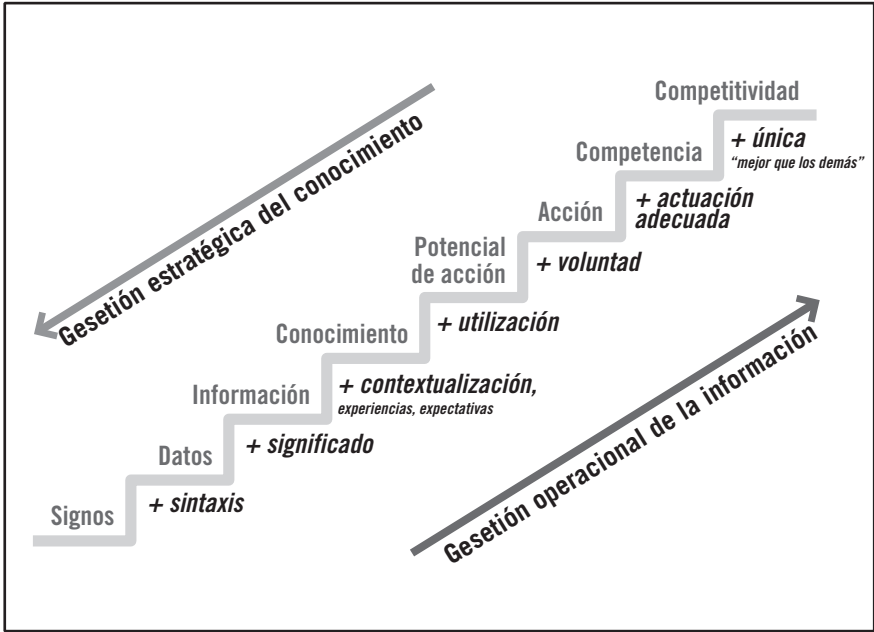 Competitividad
+ única
“mejor que los demás”
Competencia
+ actuación
adecuada
Acción
+ voluntad
Potencial
de acción
+ utilización
Conocimiento
+ contextualización,
experiencias, expectativas
Información
+ significado
Datos
+ sintaxis
Signos
Gesetión estratégica del conocimiento
Gesetión operacional de la información